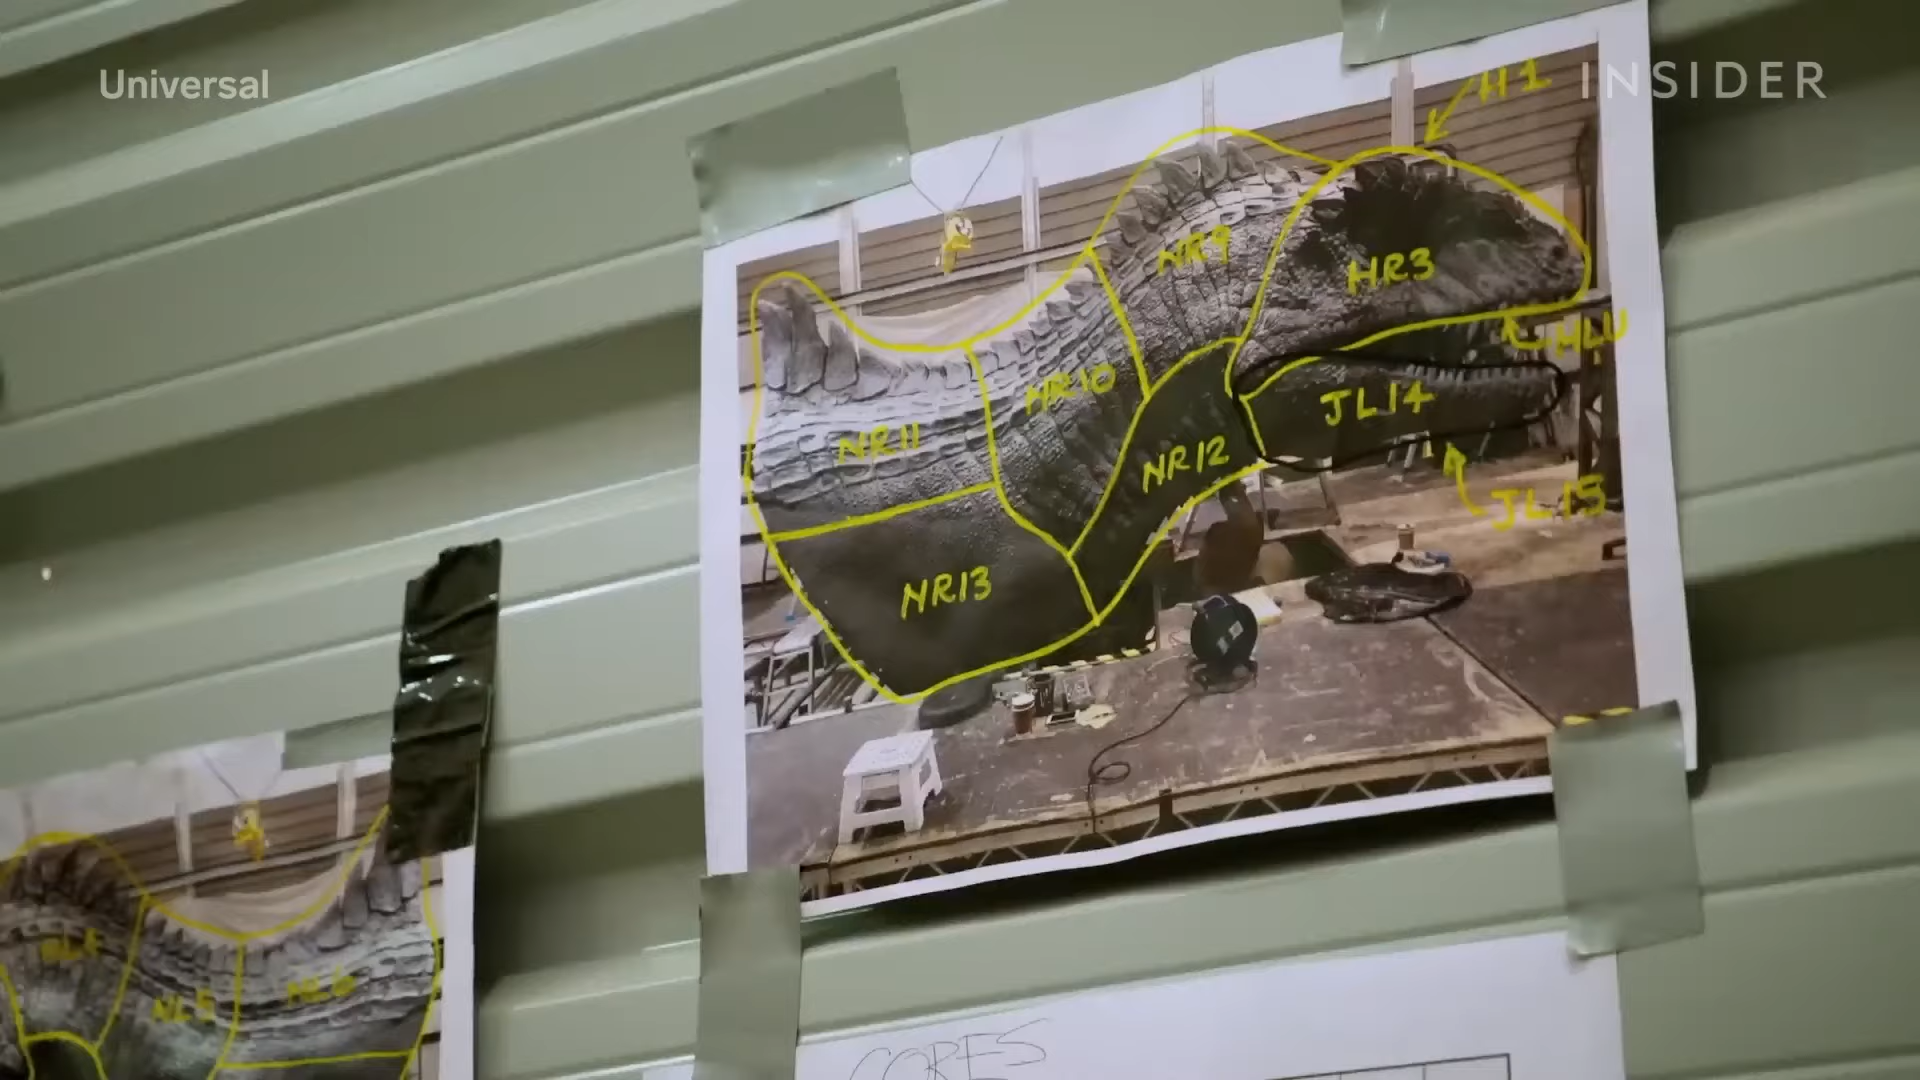 Universal
INSIDER
H1
NR9
HR3
HLU
NR10
JL14
NR11
NR12
JL15
NR13
NL5
NL6
CORES